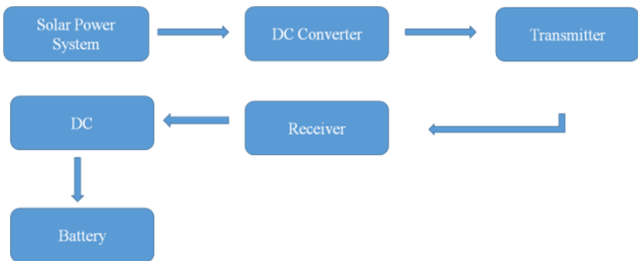 Solar Power
System
DC Converter
Transmitter
DC
Receiver
Battery